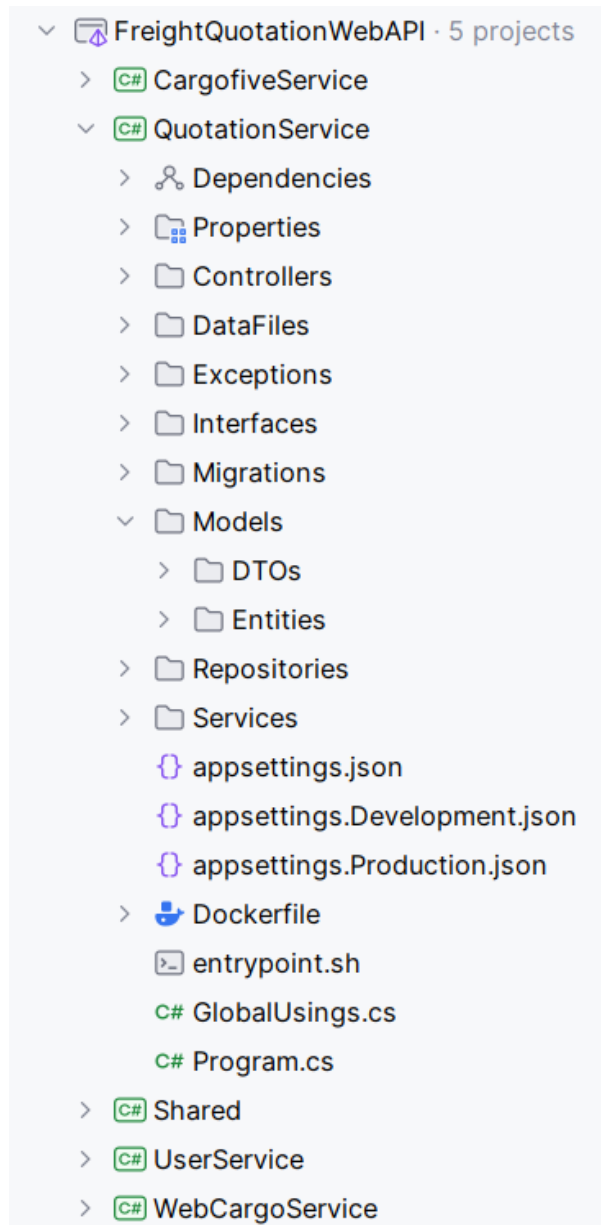 FreightQuotationWebAPI · 5 projects
C# CargofiveService
C# QuotationService
Dependencies
Properties
Controllers
DataFiles
Exceptions
Interfaces
Migrations
Models
DTOs
Entities
Repositories
Services
{} appsettings.json
{} appsettings.Development.json
{} appsettings.Production.json
Dockerfile
entrypoint.sh
C# GlobalUsings.cs
C# Program.cs
C# Shared
C# UserService
C# WebCargoService